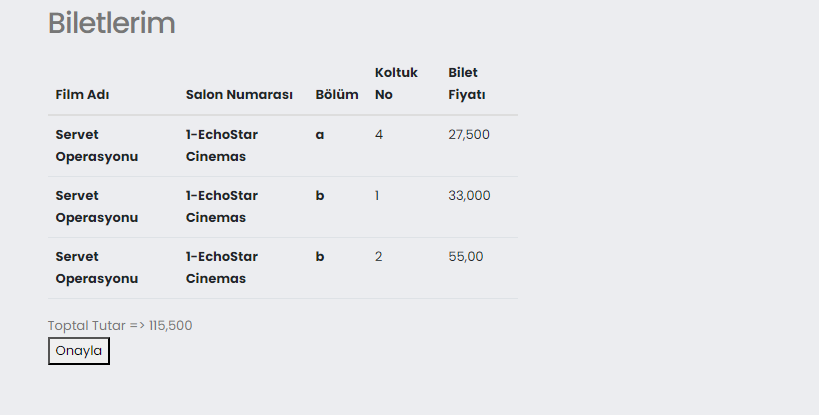 Biletlerim
Koltuk Bilet
Film Adı Salon Numarası Bölüm No Fiyatı
Servet 1-EchoStar a 4 27,500
Operasyonu Cinemas
Servet 1-EchoStar b 1 33,000
Operasyonu Cinemas
Servet 1-EchoStar b 2 55,00
Operasyonu Cinemas
Toptal Tutar => 115,500
Onayla